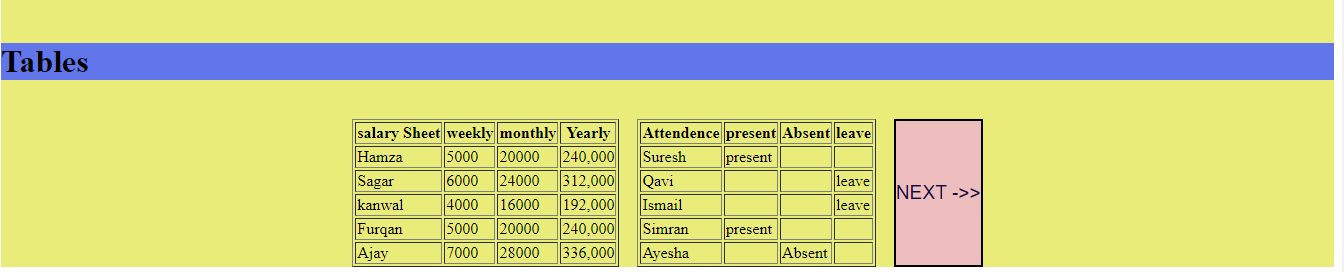 Tables
salary Sheet weekly monthly Yearly
Hamza 5000 20000 240,000
Sagar 6000 24000 312,000
kanwal 4000 16000 192,000
Furqan 5000 20000 240,000
Ajay 7000 28000 336,000
Attendence present Absent leave
Suresh present
Qavi leave
Ismail leave
Simran present
Ayesha Absent
NEXT ->>